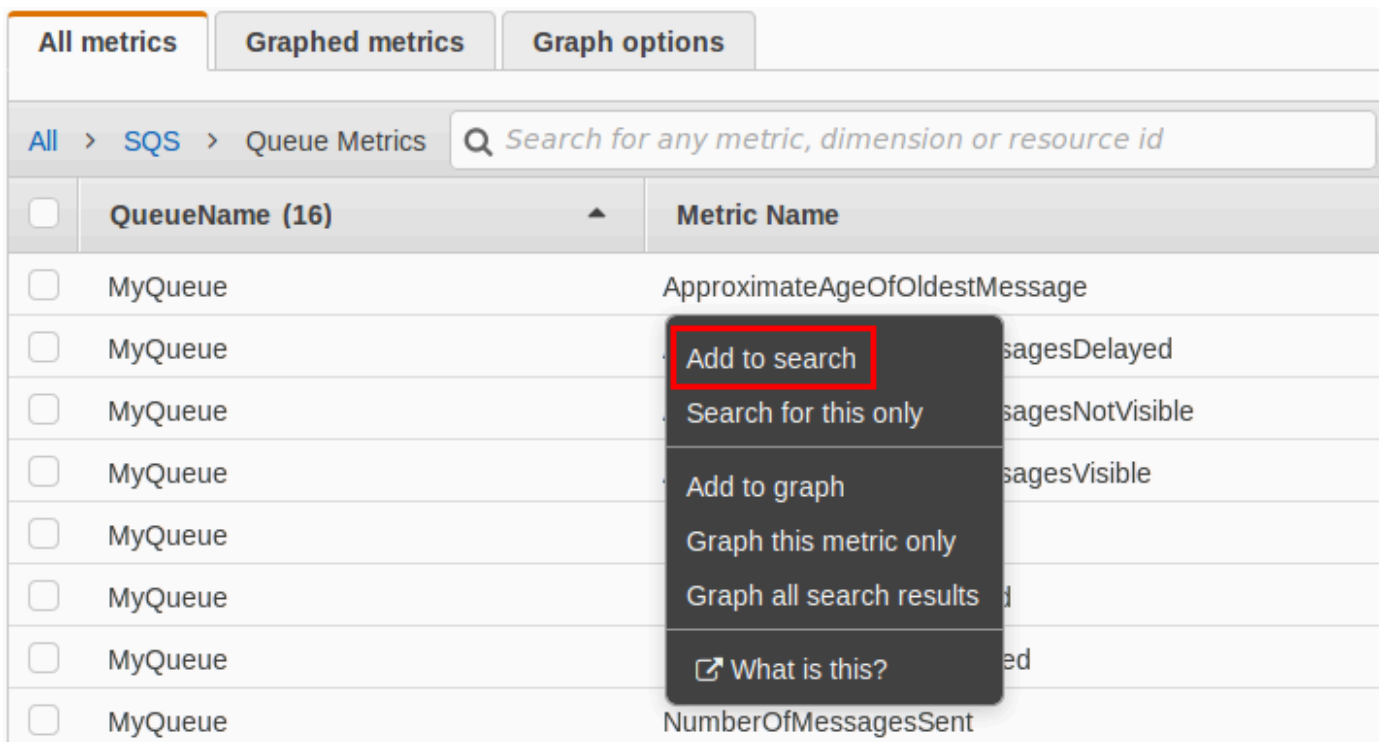 All metrics Graphed metrics Graph options
All > SQS > Queue Metrics Search for any metric, dimension or resource id
QueueName (16) Metric Name
MyQueue ApproximateAgeOfOldestMessage
MyQueue sagesDelayed
MyQueue sagesNotVisible
MyQueue sagesVisible
MyQueue
MyQueue
MyQueue ed
MyQueue NumberOfMessagesSent
Add to search
Search for this only
Add to graph
Graph this metric only
Graph all search results
What is this?